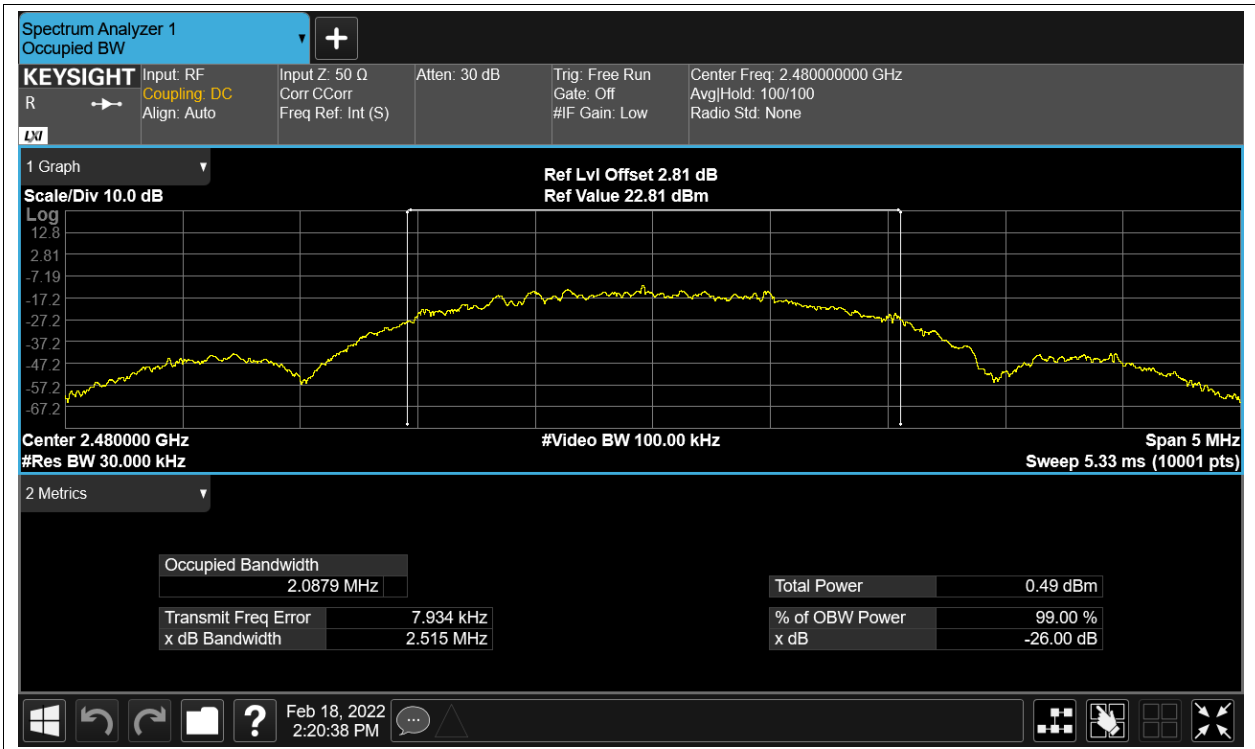 Spectrum Analyzer 1
Occupied BW
KEYSIGHT
R
LXI
Input: RF
Coupling: DC
Align: Auto
Input Z: 50 Ω
Corr CCorr
Freq Ref: Int (S)
Atten: 30 dB
Trig: Free Run
Gate: Off
#IF Gain: Low
Center Freq: 2.480000000 GHz
Avg|Hold: 100/100
Radio Std: None
1 Graph
Scale/Div 10.0 dB
Ref Lvl Offset 2.81 dB
Ref Value 22.81 dBm
Log
12.8
2.81
-7.19
-17.2
-27.2
-37.2
-47.2
-57.2
-67.2
Center 2.480000 GHz
#Res BW 30.000 kHz
#Video BW 100.00 kHz
Span 5 MHz
Sweep 5.33 ms (10001 pts)
2 Metrics
Occupied Bandwidth
2.0879 MHz
Transmit Freq Error 7.934 kHz
x dB Bandwidth 2.515 MHz
Total Power 0.49 dBm
% of OBW Power 99.00 %
x dB -26.00 dB
Feb 18, 2022
2:20:38 PM